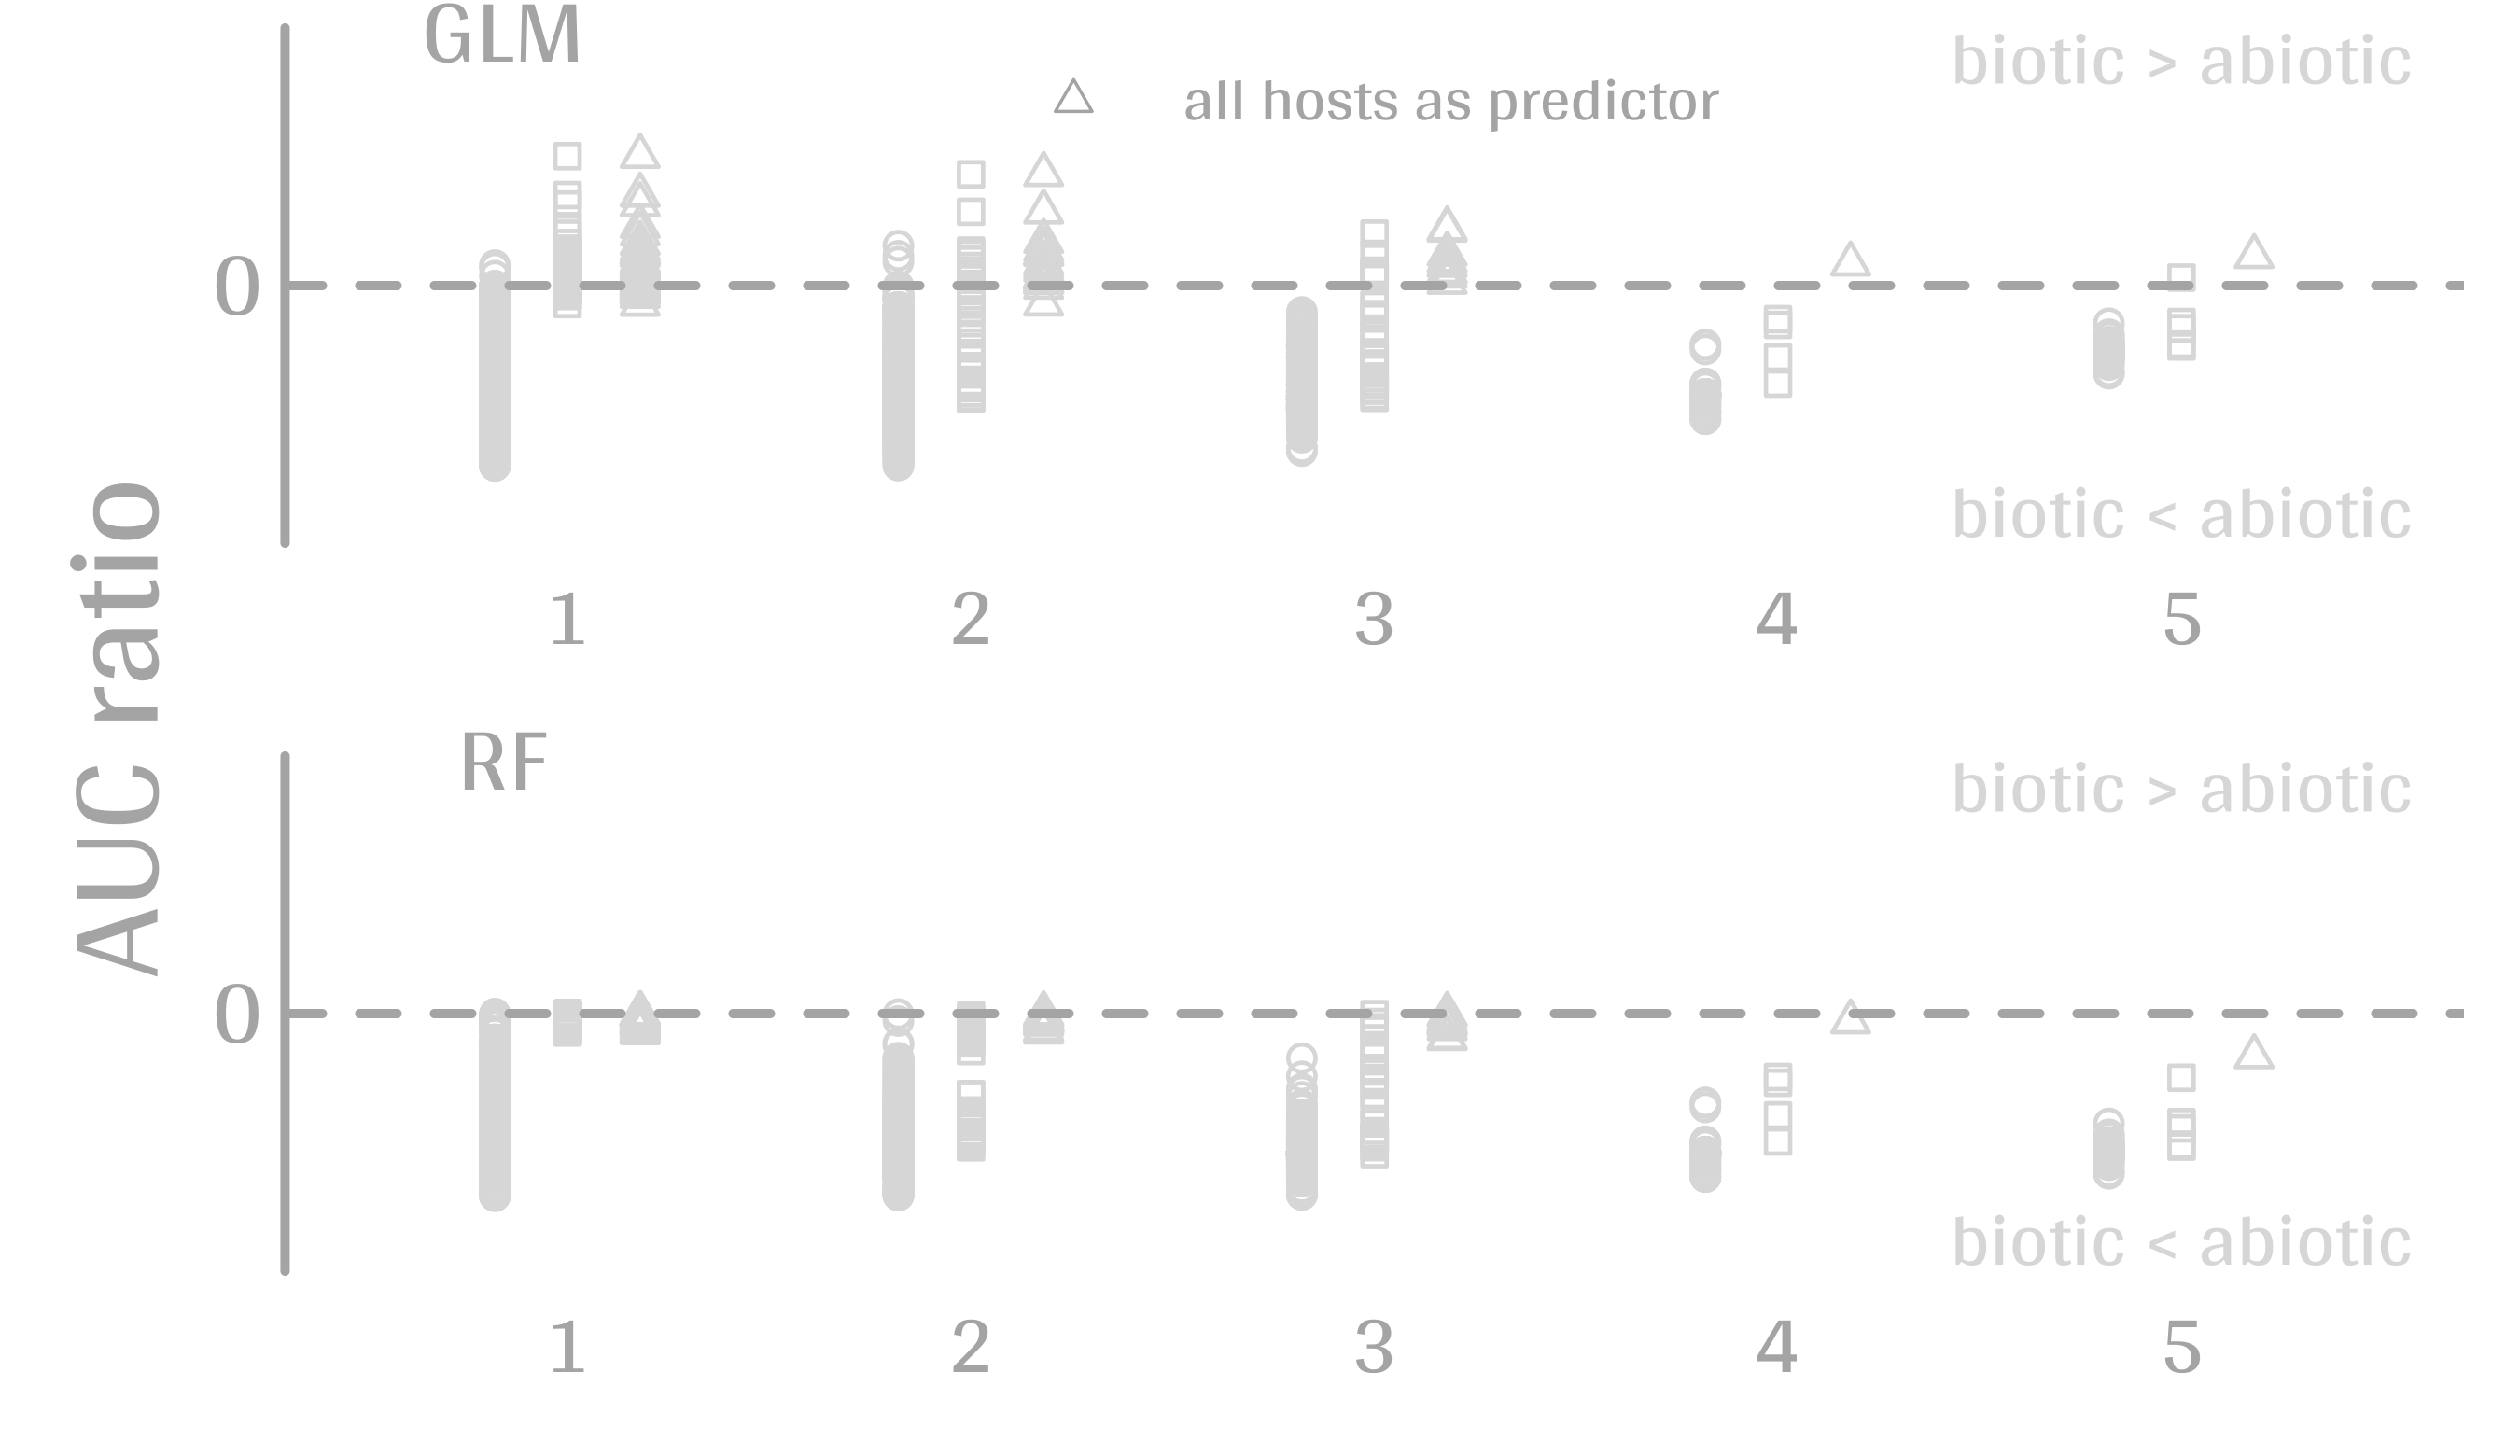 GLM
biotic > abiotic
all hosts as predictor
0
biotic < abiotic
1 2 3 4 5
AUC ratio
RF
biotic > abiotic
0
biotic < abiotic
1 2 3 4 5